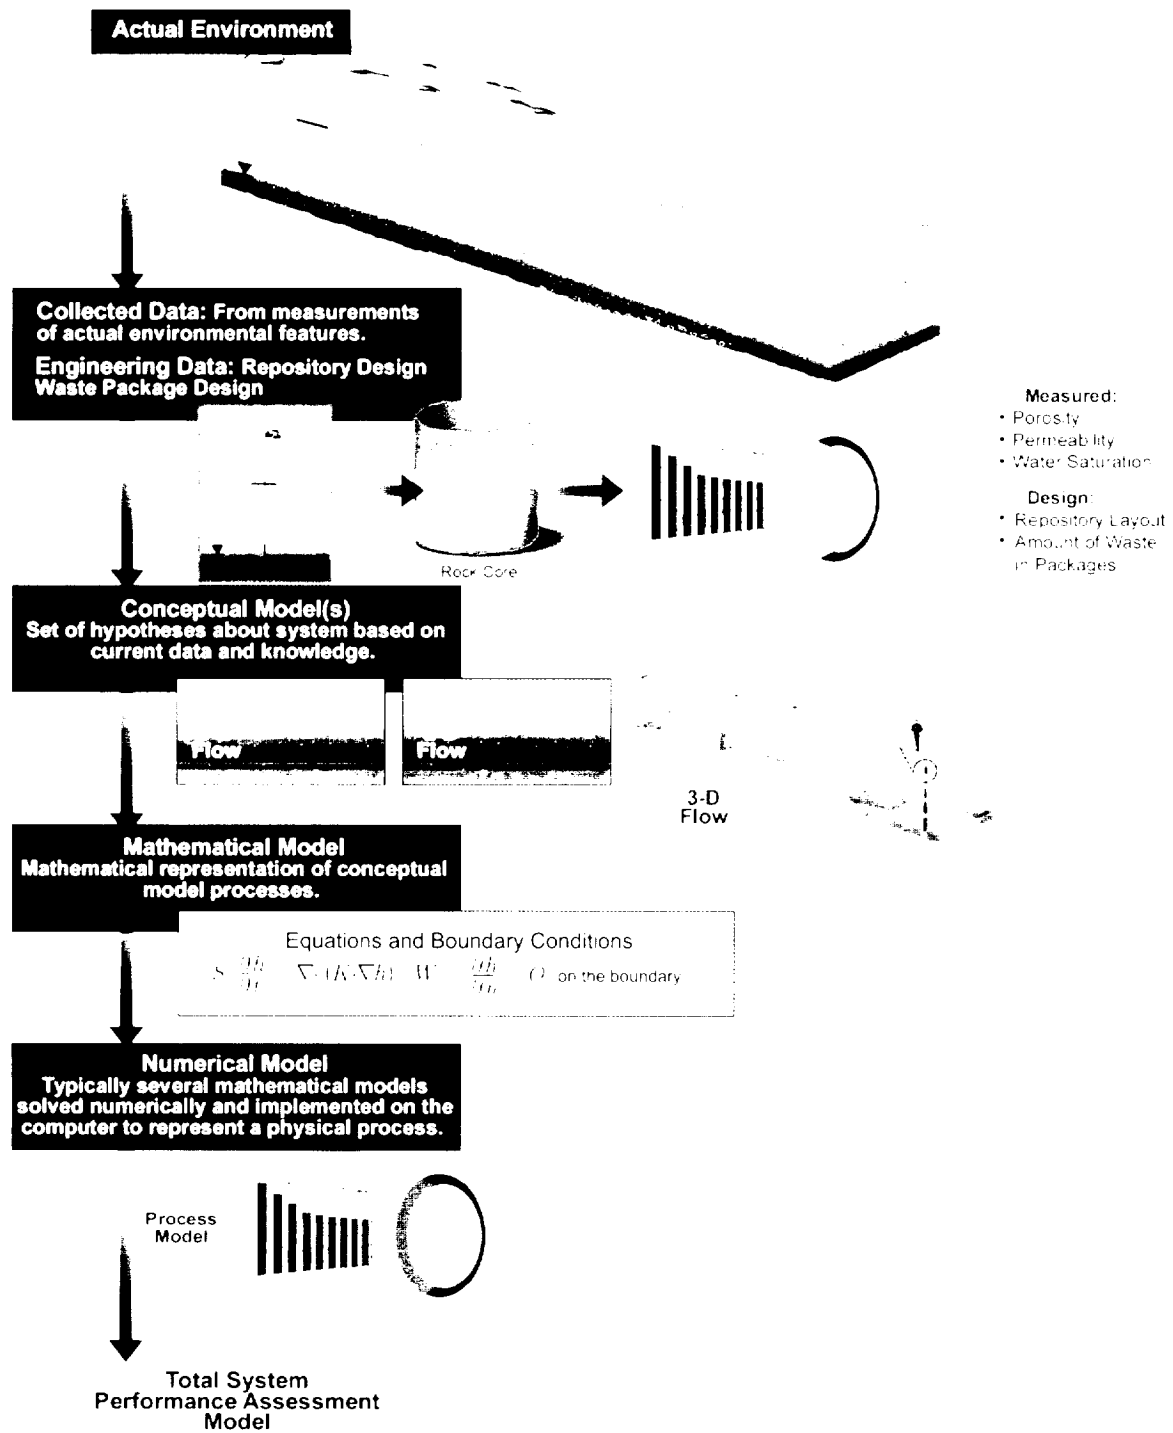 Actual Environment
Collected Data: From measurements
of actual environmental features.
Engineering Data: Repository Design
Waste Package Design
Measured:
• Porosity
• Permeability
• Water Saturation
Design:
• Repository Layout
• Amount of Waste
in Packages
Rock Core
Conceptual Model(s)
Set of hypotheses about system based on
current data and knowledge.
Flow
Flow
3-D
Flow
Mathematical Model
Mathematical representation of conceptual
model processes.
Equations and Boundary Conditions
S ∂h/∂t ∇·(K·∇h) W ∂h/∂n on the boundary
Numerical Model
Typically several mathematical models
solved numerically and implemented on the
computer to represent a physical process.
Process
Model
Total System
Performance Assessment
Model